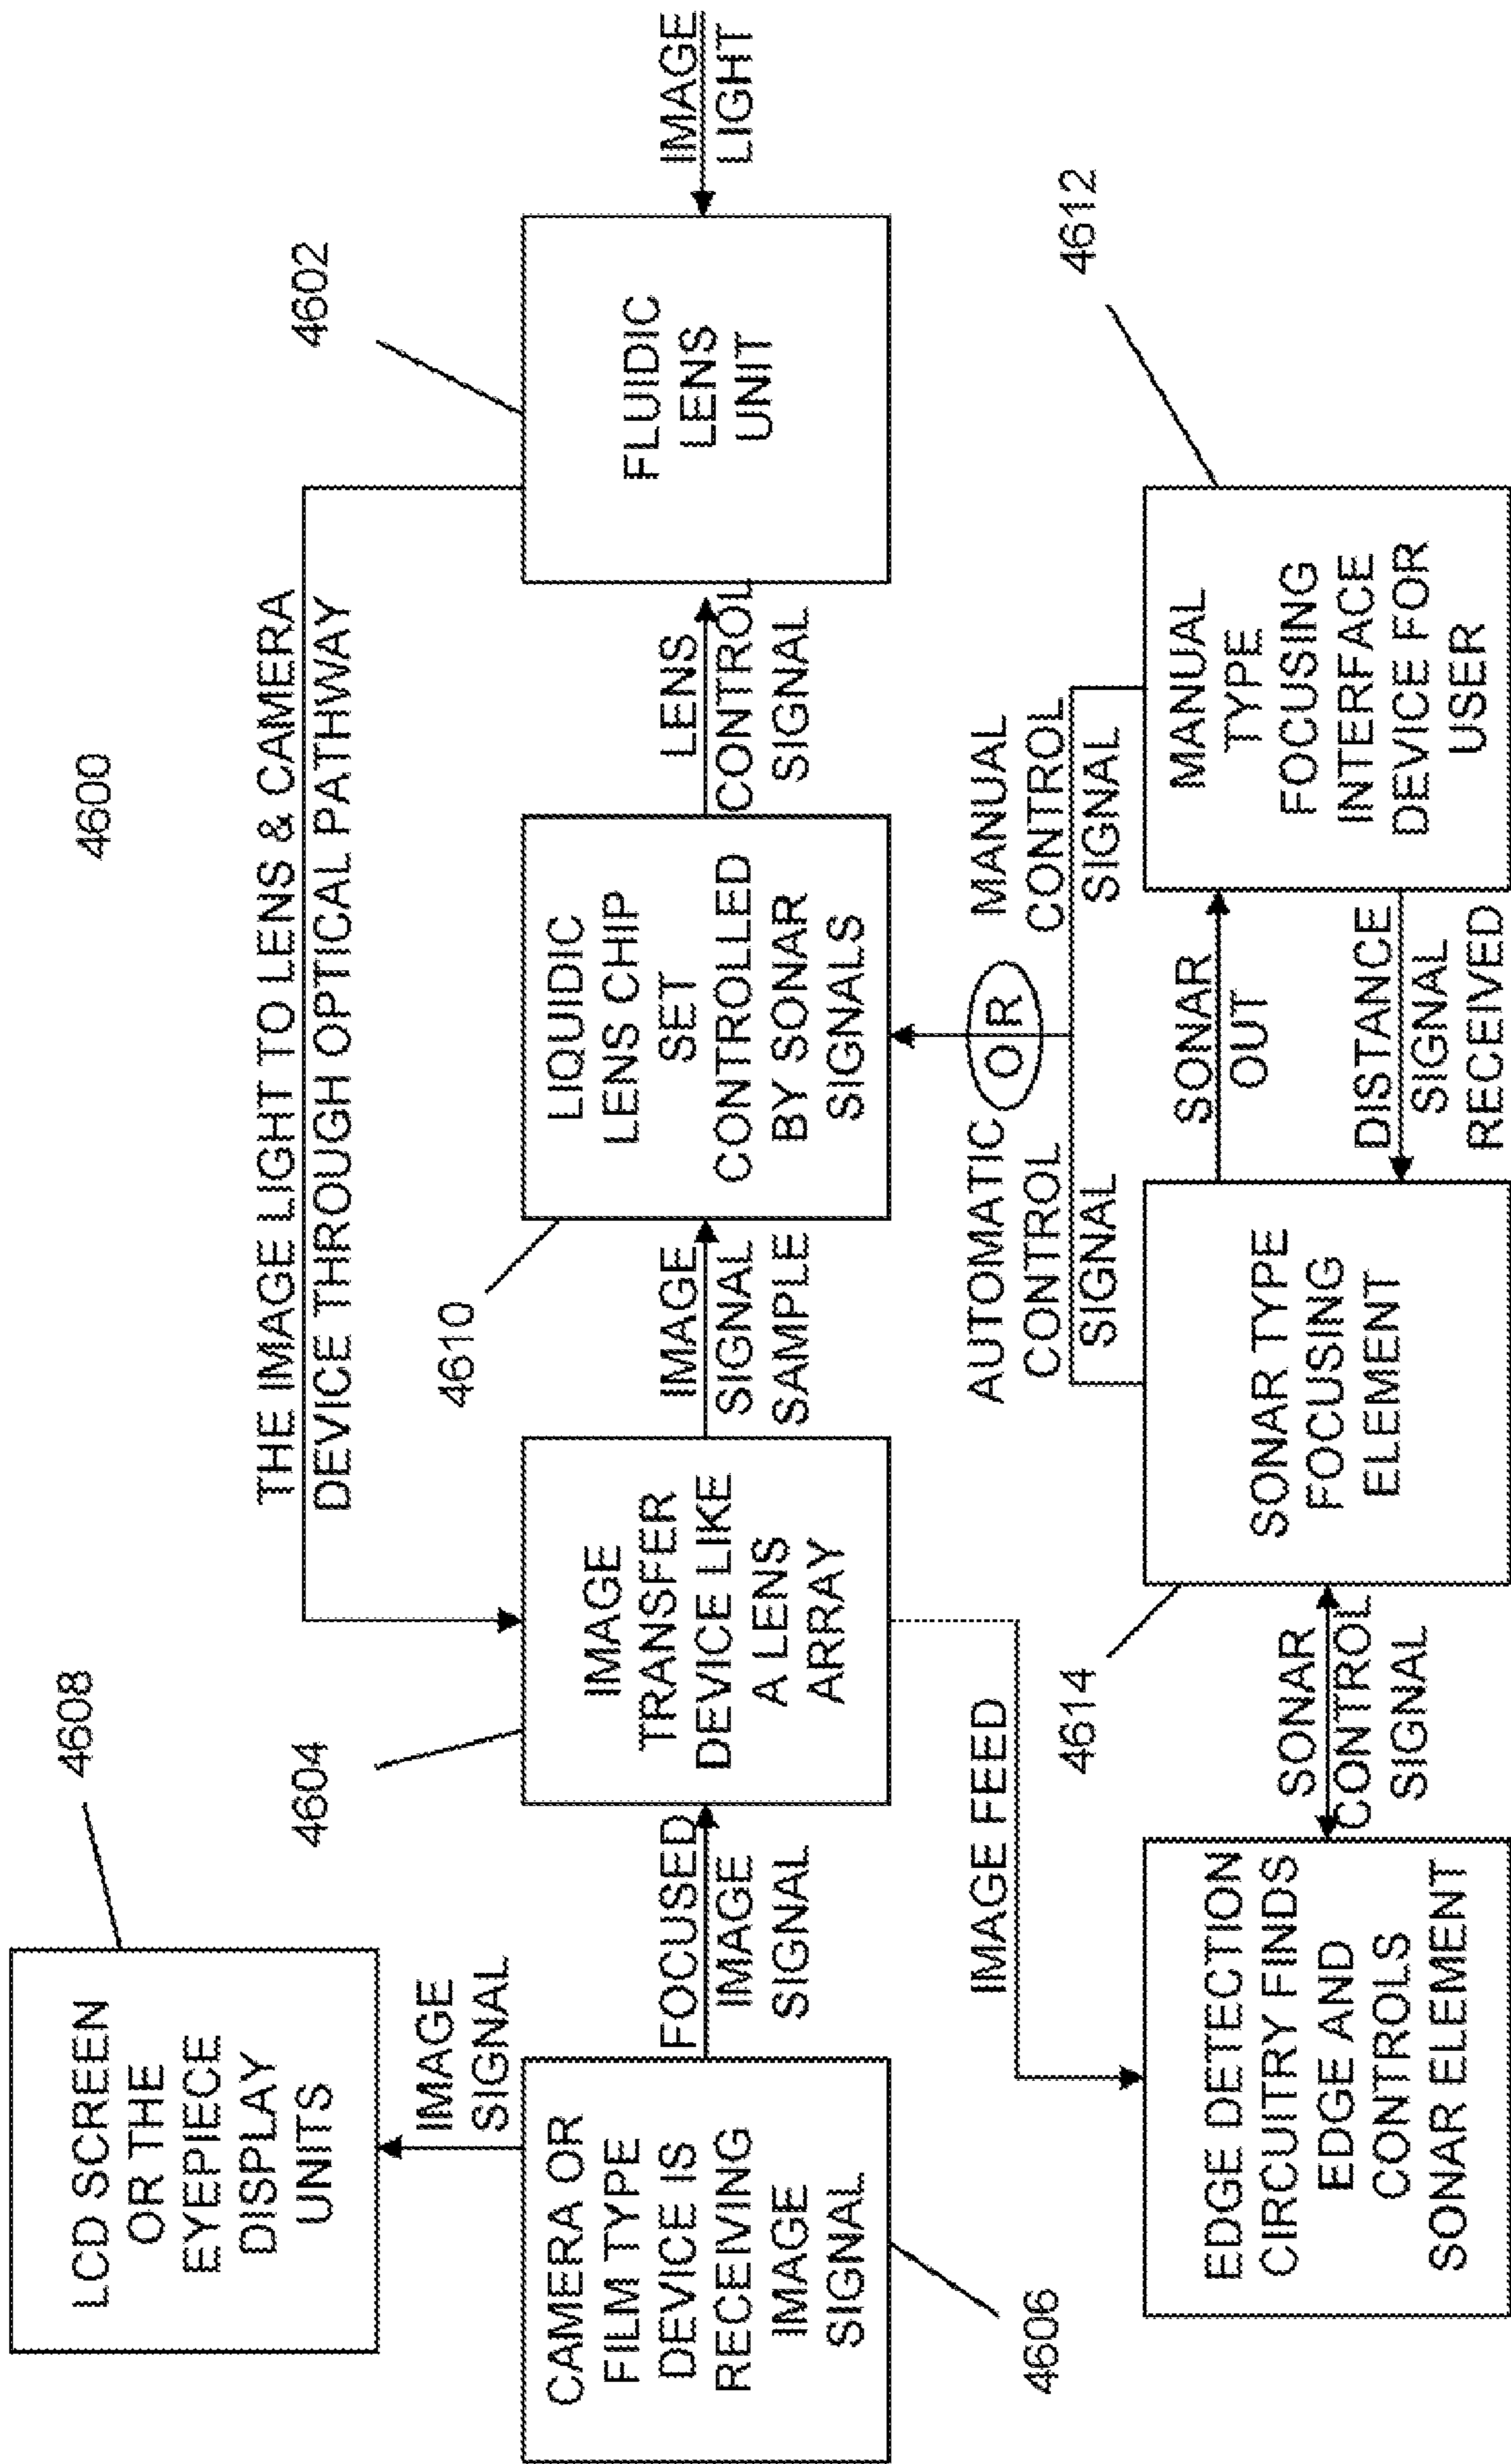 4600
LCD SCREEN
OR THE
EYEPIECE
DISPLAY
UNITS
4608
THE IMAGE LIGHT TO LENS & CAMERA
DEVICE THROUGH OPTICAL PATHWAY
4604
4602
IMAGE
SIGNAL
CAMERA OR
FILM TYPE
DEVICE IS
RECEIVING
IMAGE
SIGNAL
4606
FOCUSED
IMAGE
SIGNAL
IMAGE
TRANSFER
DEVICE LIKE
A LENS
ARRAY
4610
IMAGE
SIGNAL
SAMPLE
LIQUIDIC
LENS CHIP
SET
CONTROLLED
BY SONAR
SIGNALS
LENS
CONTROL
SIGNAL
FLUIDIC
LENS
UNIT
IMAGE
LIGHT
IMAGE FEED
AUTOMATIC
CONTROL
SIGNAL
OR
MANUAL
CONTROL
SIGNAL
4614
4612
EDGE DETECTION
CIRCUITRY FINDS
EDGE AND
CONTROLS
SONAR ELEMENT
SONAR
CONTROL
SIGNAL
SONAR TYPE
FOCUSING
ELEMENT
SONAR
OUT
DISTANCE
SIGNAL
RECEIVED
MANUAL
TYPE
FOCUSING
INTERFACE
DEVICE FOR
USER